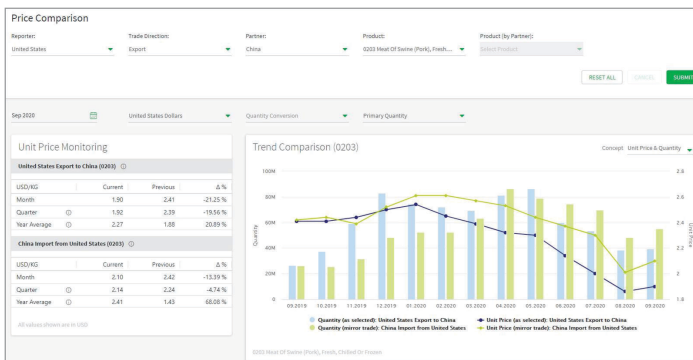 Price Comparison
Reporter: Trade Direction: Partner: Product: Product (by Partner):
United States Export China 0203 Meat Of Swine (Pork), Fresh,... Select Product
RESET ALL CANCEL SUBMIT
Sep 2020 United States Dollars Quantity Conversion Primary Quantity
Unit Price Monitoring
United States Export to China (0203)
USD/KG Current Previous Δ %
Month 1.90 2.41 -21.25 %
Quarter 1.92 2.39 -19.56 %
Year Average 2.27 1.88 20.89 %
China Import from United States (0203)
USD/KG Current Previous Δ %
Month 2.10 2.42 -13.39 %
Quarter 2.14 2.24 -4.74 %
Year Average 2.41 1.43 68.08 %
All values shown are in USD
Trend Comparison (0203)
Concept: Unit Price & Quantity
100M 2.8
80M 2.6
60M 2.4
40M 2.2
20M 2
0 1.8
Quantity
Unit Price
09.2019 10.2019 11.2019 12.2019 01.2020 02.2020 03.2020 04.2020 05.2020 06.2020 07.2020 08.2020 09.2020
Quantity (as selected): United States Export to China Unit Price (as selected): United States Export to China
Quantity (mirror trade): China Import from United States Unit Price (mirror trade): China Import from United States
0203 Meat Of Swine (Pork), Fresh, Chilled Or Frozen